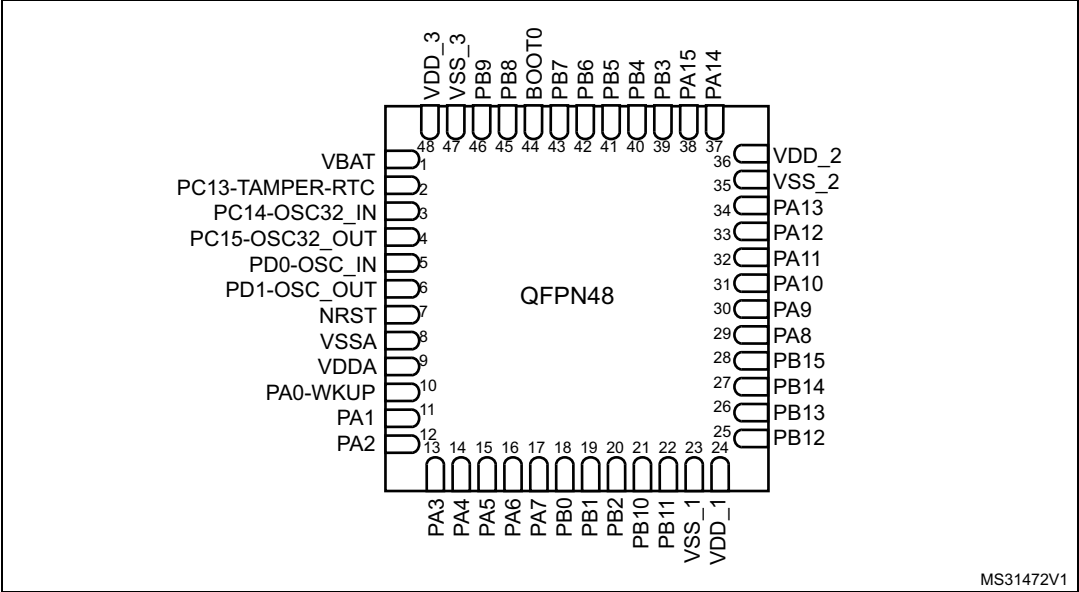 VDD_3
VSS_3
PB9
PB8
BOOT0
PB7
PB6
PB5
PB4
PB3
PA15
PA14
48
47
46
45
44
43
42
41
40
39
38
37
VBAT 1
PC13-TAMPER-RTC 2
PC14-OSC32_IN 3
PC15-OSC32_OUT 4
PD0-OSC_IN 5
PD1-OSC_OUT 6
NRST 7
VSSA 8
VDDA 9
PA0-WKUP 10
PA1 11
PA2 12
QFPN48
36 VDD_2
35 VSS_2
34 PA13
33 PA12
32 PA11
31 PA10
30 PA9
29 PA8
28 PB15
27 PB14
26 PB13
25 PB12
13
14
15
16
17
18
19
20
21
22
23
24
PA3
PA4
PA5
PA6
PA7
PB0
PB1
PB2
PB10
PB11
VSS_1
VDD_1
MS31472V1